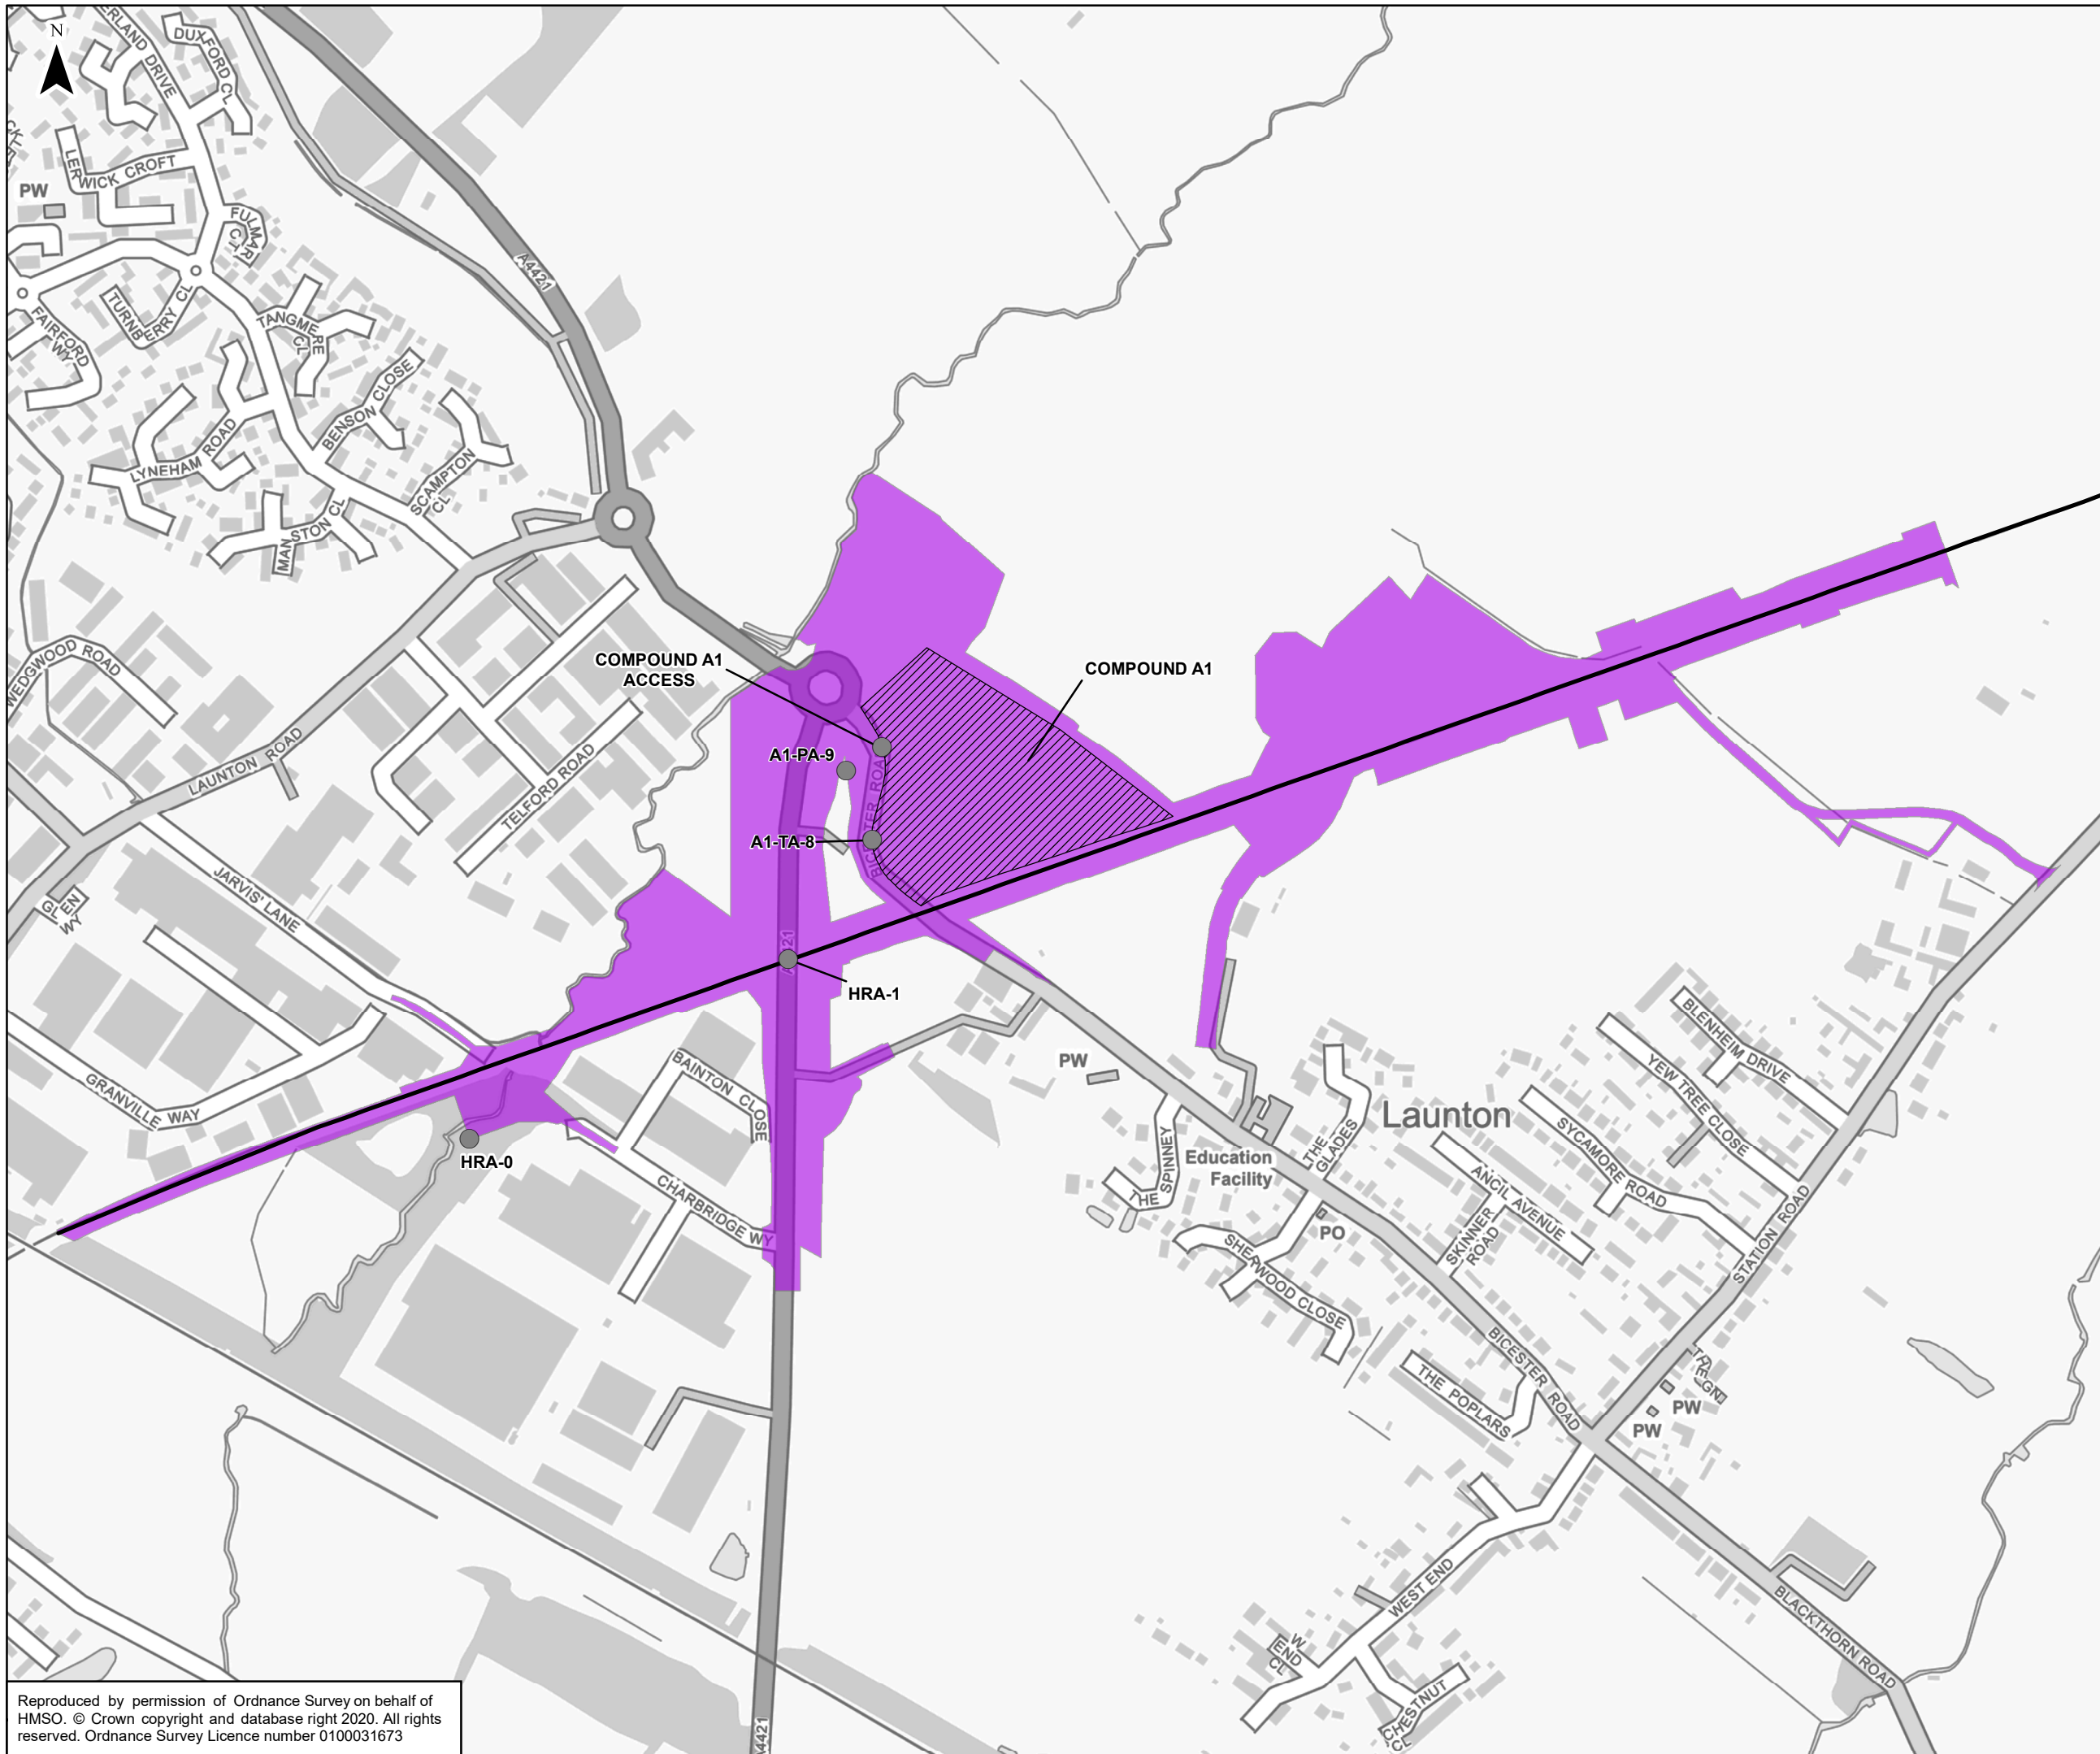 N
ERLAND DRIVE
DUXFORD CL
LERWICK CROFT
PW
FULMAR
CT
TURNBERRY CL
FAIRFORD
WY
TANGMERE
CL
BENSON CLOSE
LYNEHAM ROAD
SCAMPTON
CL
MANSTON CL
A4421
WEDGWOOD ROAD
LAUNTON ROAD
TELFORD ROAD
COMPOUND A1
ACCESS
COMPOUND A1
A1-PA-9
A1-TA-8
BICESTER ROAD
GLEN
WY
JARVIS' LANE
A4421
HRA-1
GRANVILLE WAY
BAINTON CLOSE
HRA-0
CHARBRIDGE WY
PW
Launton
THE SPINNEY
Education
Facility
THE
GLADES
PO
SHERWOOD CLOSE
BLENHEIM DRIVE
YEW TREE CLOSE
SYCAMORE ROAD
ANCIL AVENUE
SKINNER
ROAD
STATION ROAD
BICESTER ROAD
THE POPLARS
PW
PW
WEST END
W
END
CL
CHESTNUT
CL
BLACKTHORN ROAD
A4421
Reproduced by permission of Ordnance Survey on behalf of
HMSO. © Crown copyright and database right 2020. All rights
reserved. Ordnance Survey Licence number 0100031673